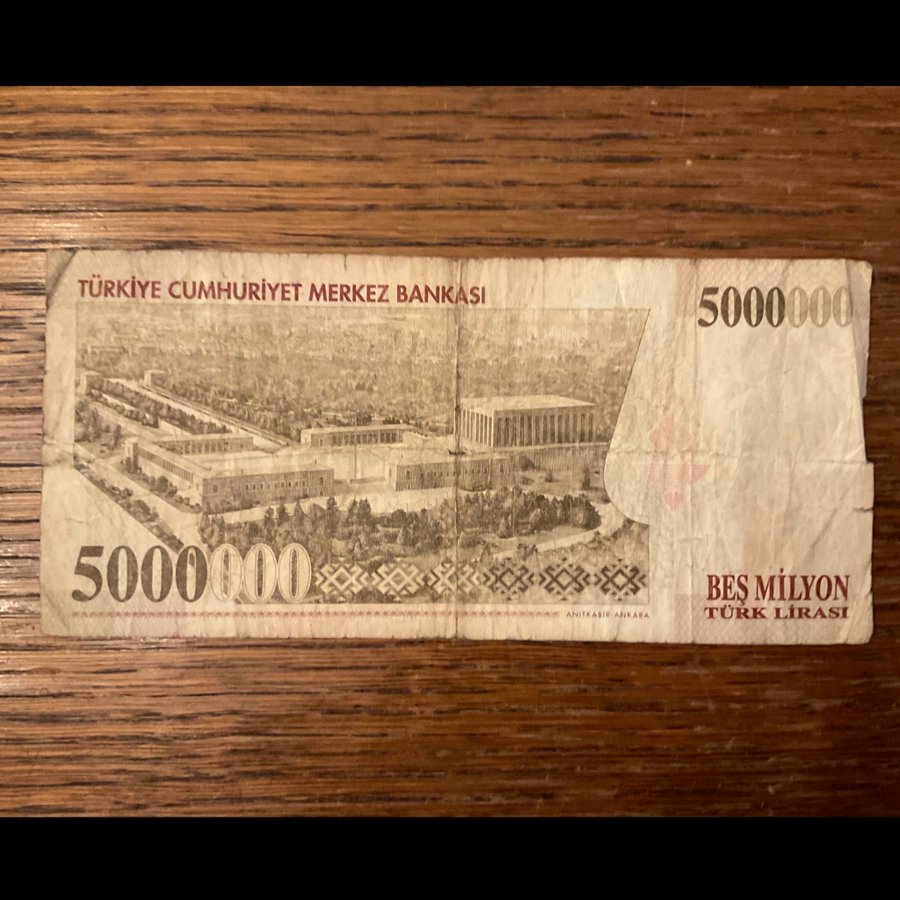 TÜRKİYE CUMHURİYET MERKEZ BANKASI
5000000
5000000
ANITKABİR ANKARA
BEŞ MİLYON
TÜRK LİRASI